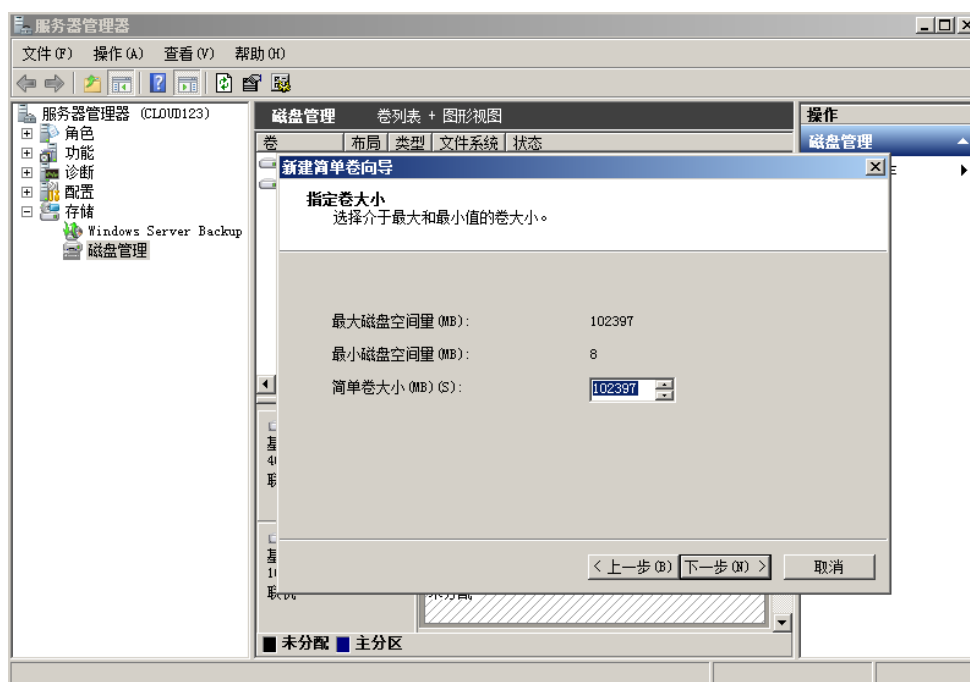 服务器管理器
文件(F) 操作(A) 查看(V) 帮助(H)
服务器管理器 (CLOUD123)
角色
功能
诊断
配置
存储
Windows Server Backup
磁盘管理
磁盘管理 卷列表 + 图形视图
卷 布局 类型 文件系统 状态
操作
磁盘管理
新建简单卷向导
指定卷大小
选择介于最大和最小值的卷大小。
最大磁盘空间量(MB): 102397
最小磁盘空间量(MB): 8
简单卷大小(MB)(S): 102397
< 上一步(B) 下一步(N) > 取消
未分配 主分区